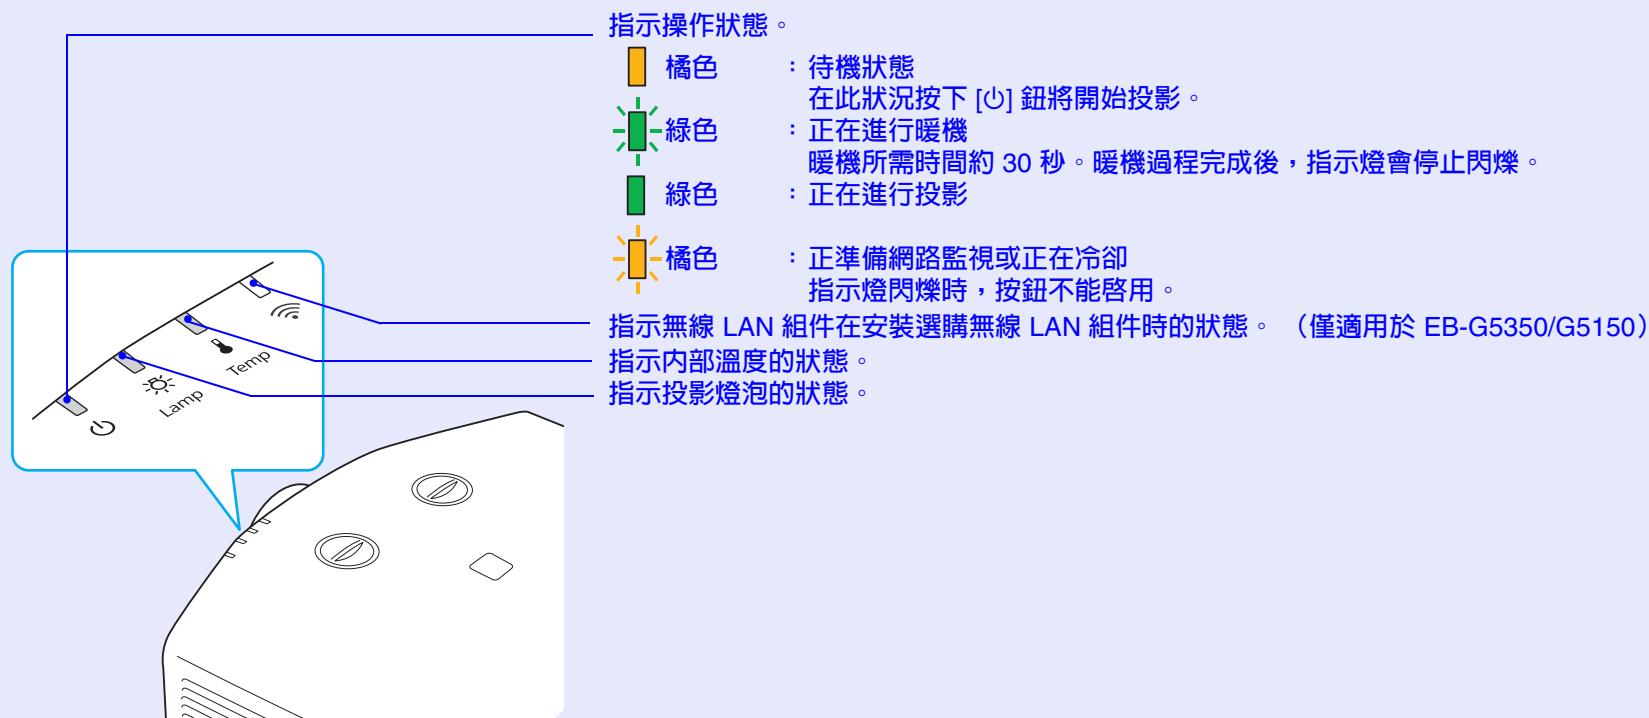 指示操作狀態。
橘色 ：待機狀態
在此狀況按下 [⏻] 鈕將開始投影。
綠色 ：正在進行暖機
暖機所需時間約 30 秒。暖機過程完成後，指示燈會停止閃爍。
綠色 ：正在進行投影
橘色 ：正準備網路監視或正在冷卻
指示燈閃爍時，按鈕不能啓用。
指示無線 LAN 組件在安裝選購無線 LAN 組件時的狀態。 （僅適用於 EB-G5350/G5150）
指示内部溫度的狀態。
指示投影燈泡的狀態。
Temp
Lamp